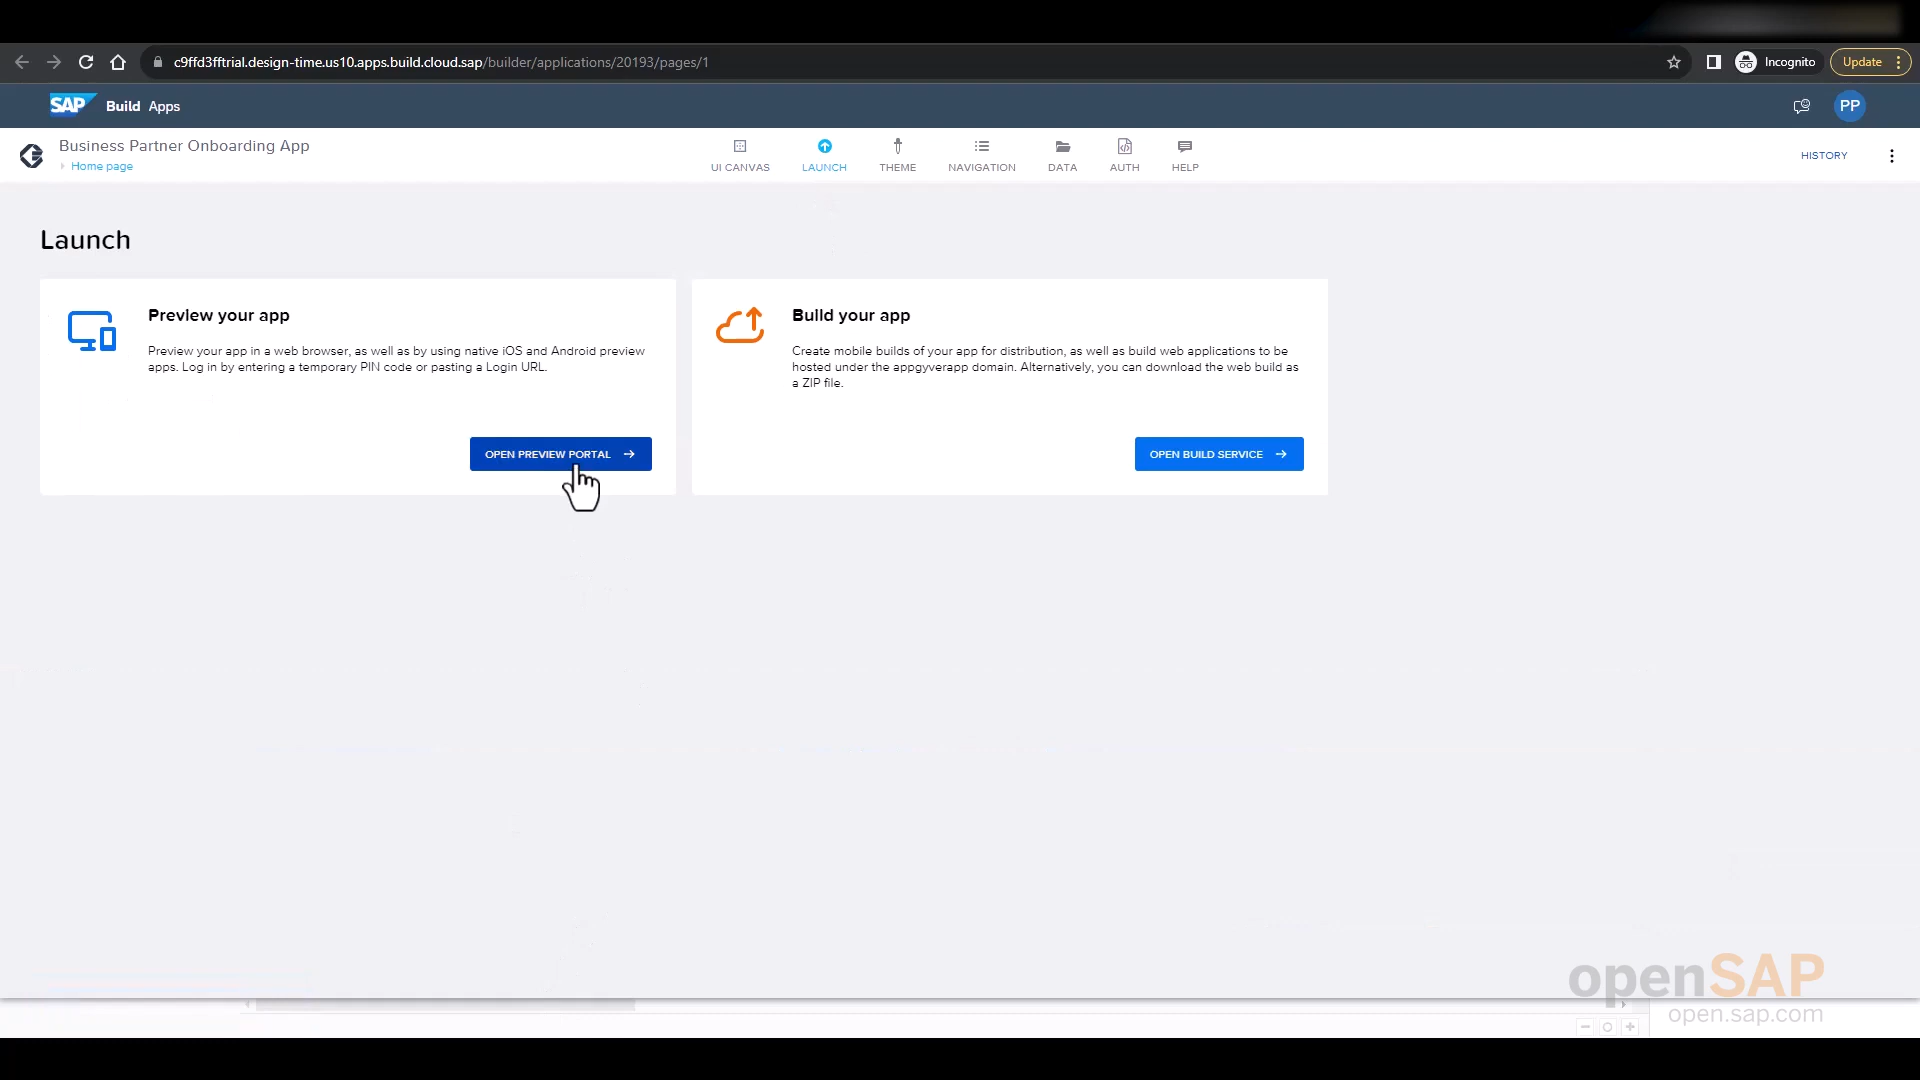 c9ffd3fftrial.design-time.us10.apps.build.cloud.sap/builder/applications/20193/pages/1
Incognito
Update
SAP Build Apps
PP
Business Partner Onboarding App
Home page
UI CANVAS
LAUNCH
THEME
NAVIGATION
DATA
AUTH
HELP
HISTORY
Launch
Preview your app
Preview your app in a web browser, as well as by using native iOS and Android preview
apps. Log in by entering a temporary PIN code or pasting a Login URL.
OPEN PREVIEW PORTAL
Build your app
Create mobile builds of your app for distribution, as well as build web applications to be
hosted under the appgyverapp domain. Alternatively, you can download the web build as
a ZIP file.
OPEN BUILD SERVICE
openSAP
open.sap.com